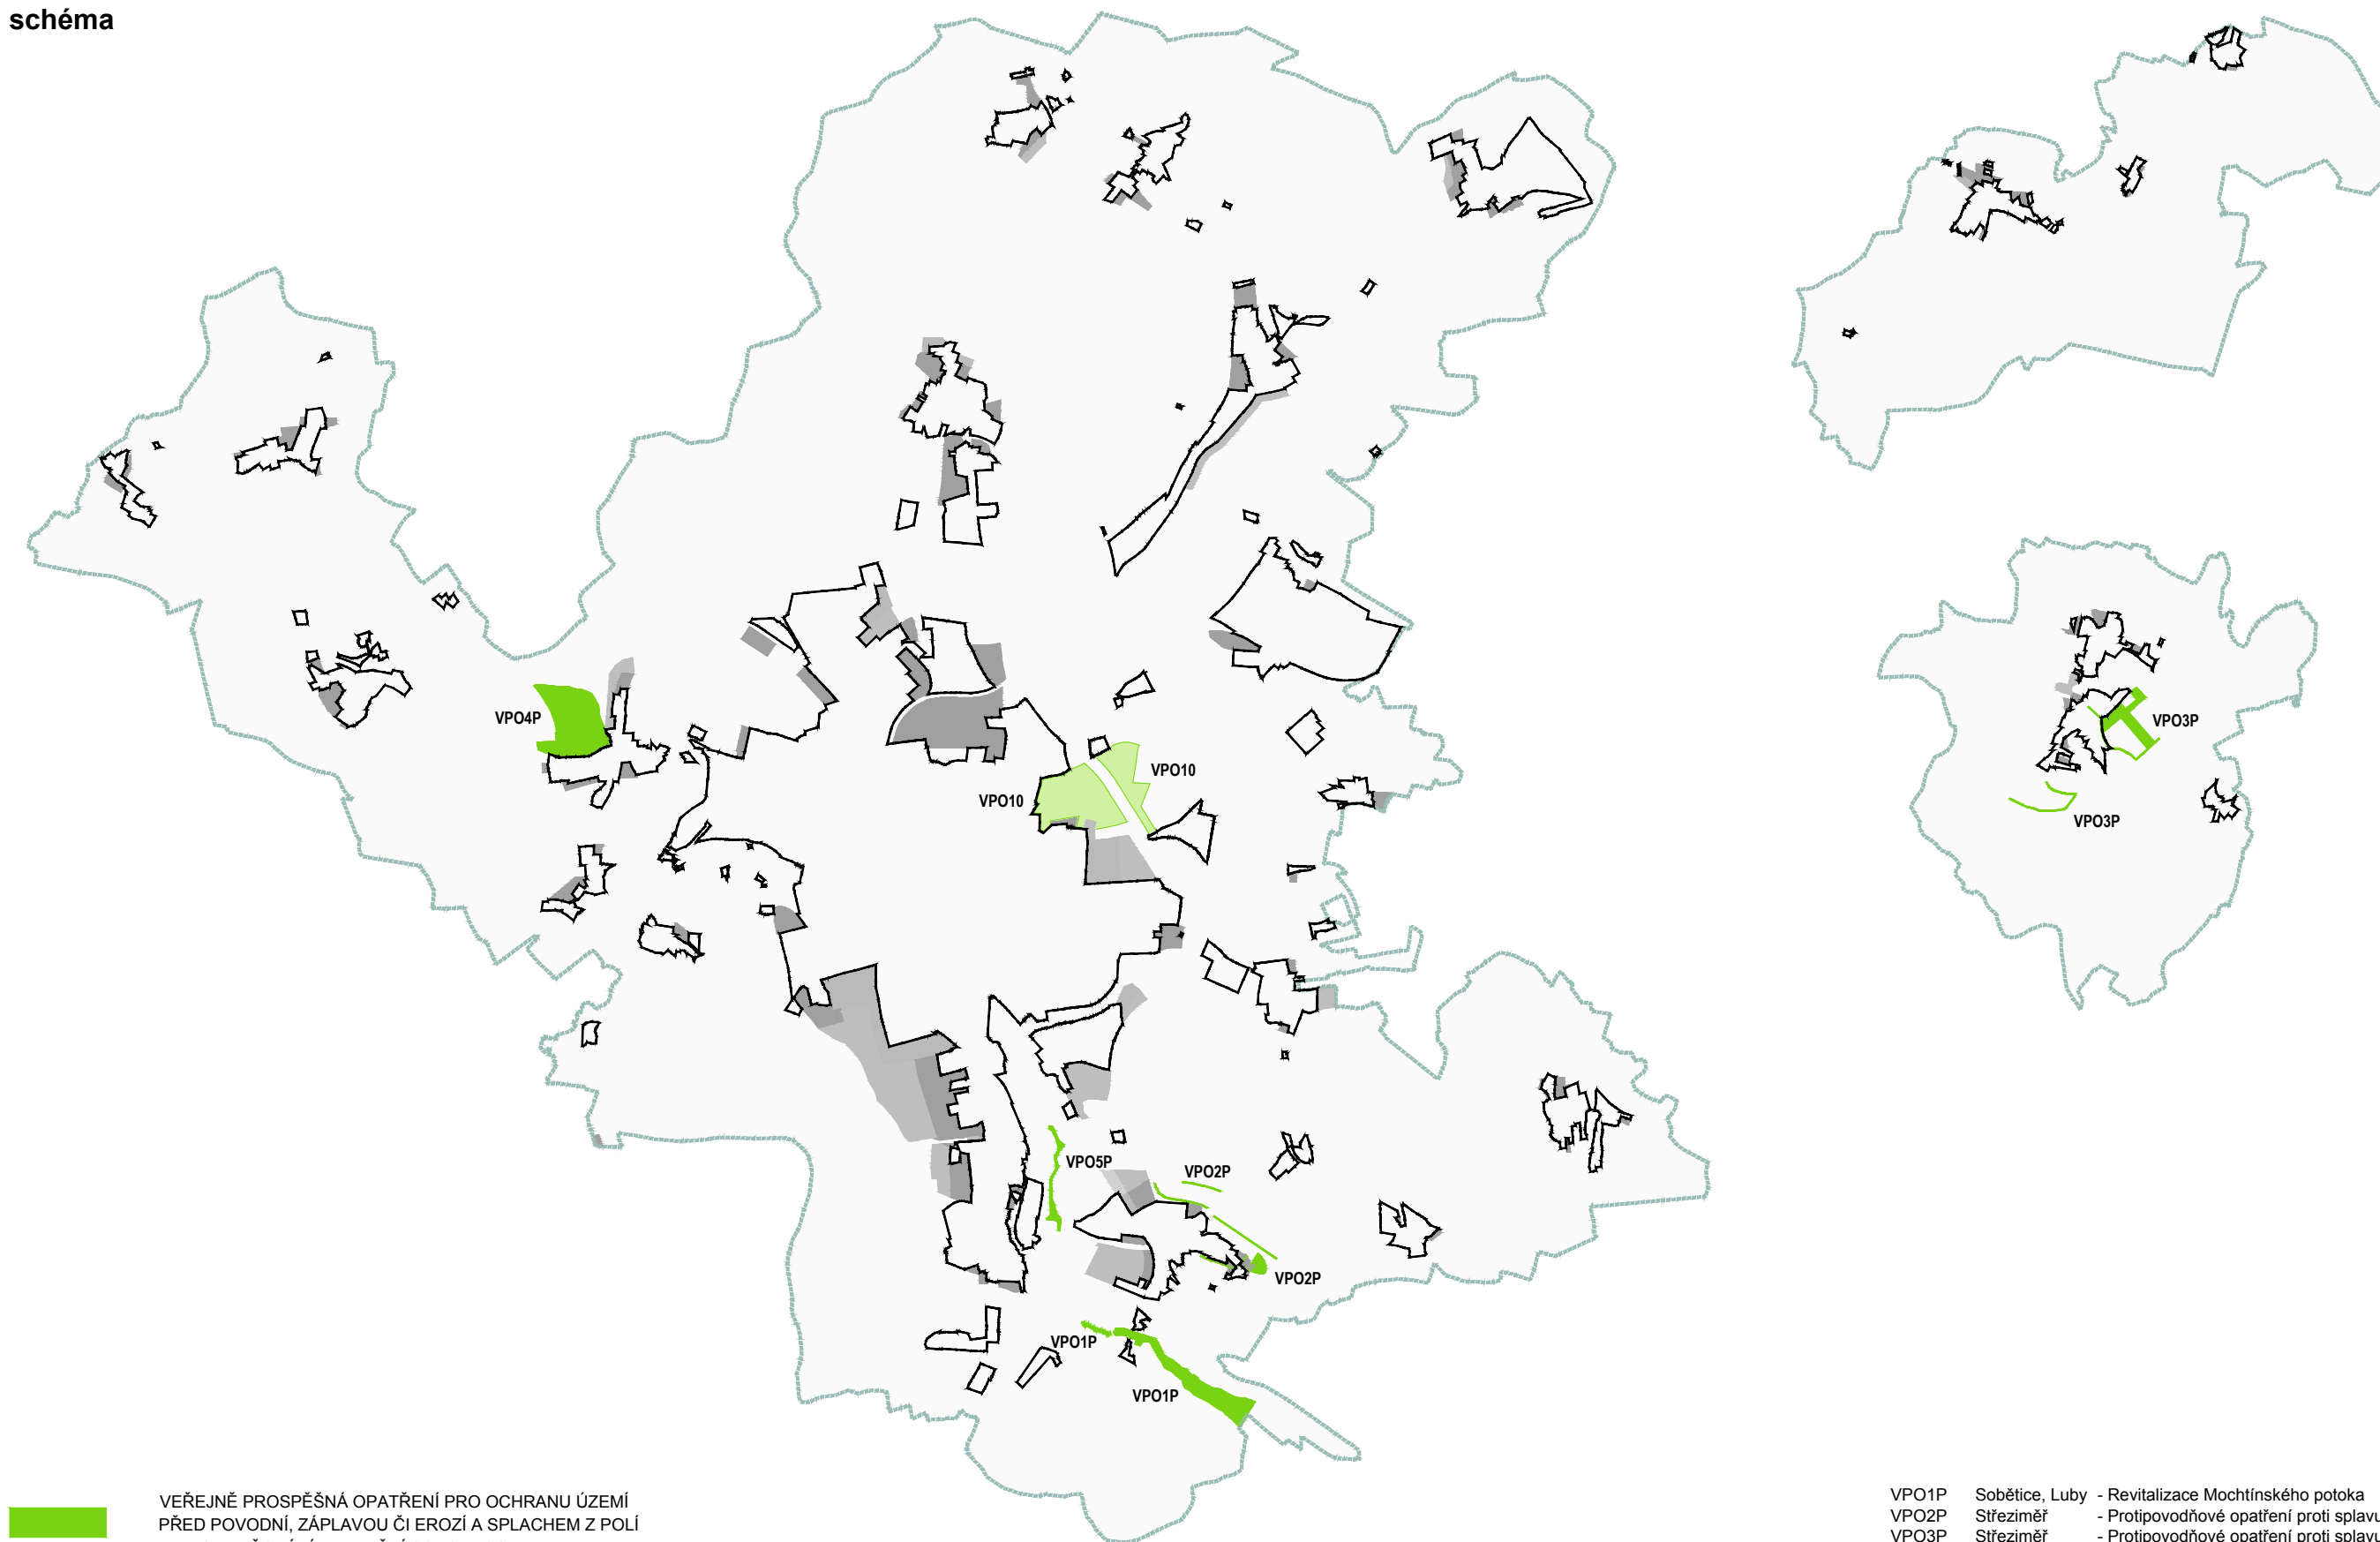 schéma
VPO4P
VPO10
VPO10
VPO3P
VPO3P
VPO5P
VPO2P
VPO2P
VPO1P
VPO1P
VEŘEJNĚ PROSPĚŠNÁ OPATŘENÍ PRO OCHRANU ÚZEMÍ
PŘED POVODNÍ, ZÁPLAVOU ČI EROZÍ A SPLACHEM Z POLÍ
VPO1P Sobětice, Luby - Revitalizace Mochtínského potoka
VPO2P Střeziměř - Protipovodňové opatření proti splavu
VPO3P Střeziměř - Protipovodňové opatření proti splavu